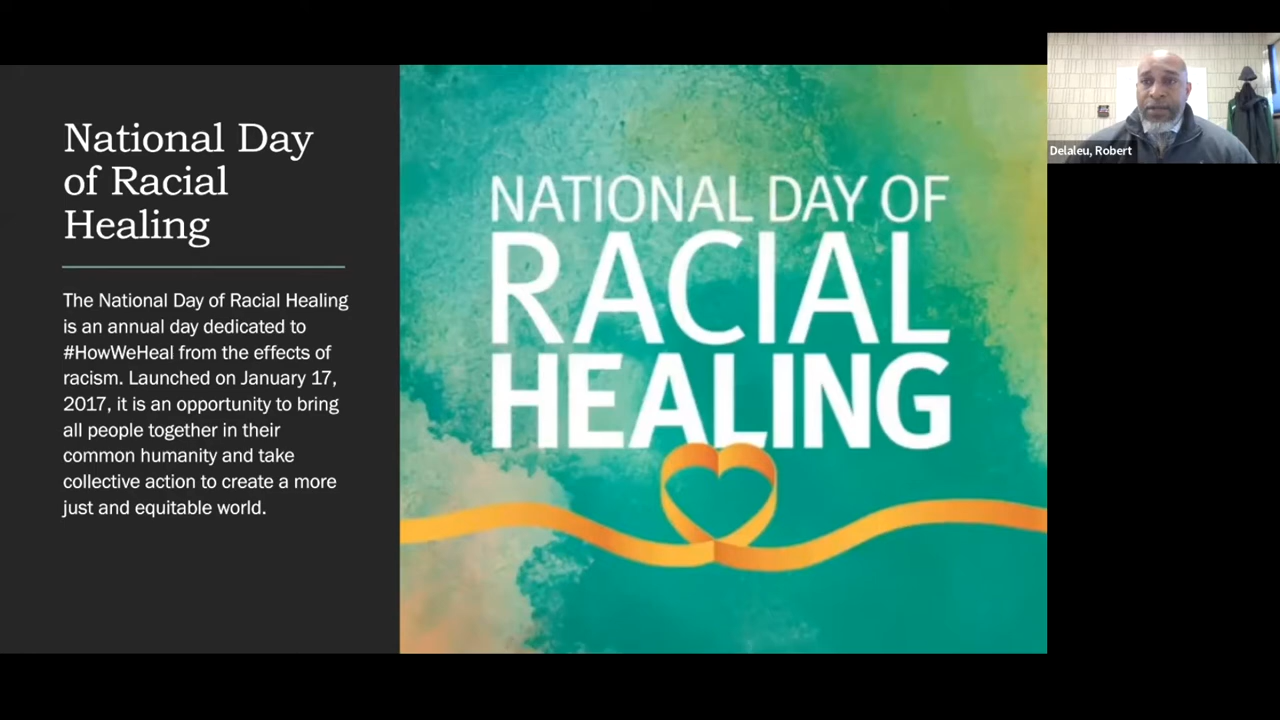 National Day
of Racial
Healing
The National Day of Racial Healing
is an annual day dedicated to
#HowWeHeal from the effects of
racism. Launched on January 17,
2017, it is an opportunity to bring
all people together in their
common humanity and take
collective action to create a more
just and equitable world.
NATIONAL DAY OF
RACIAL
HEALING
Delaleu, Robert